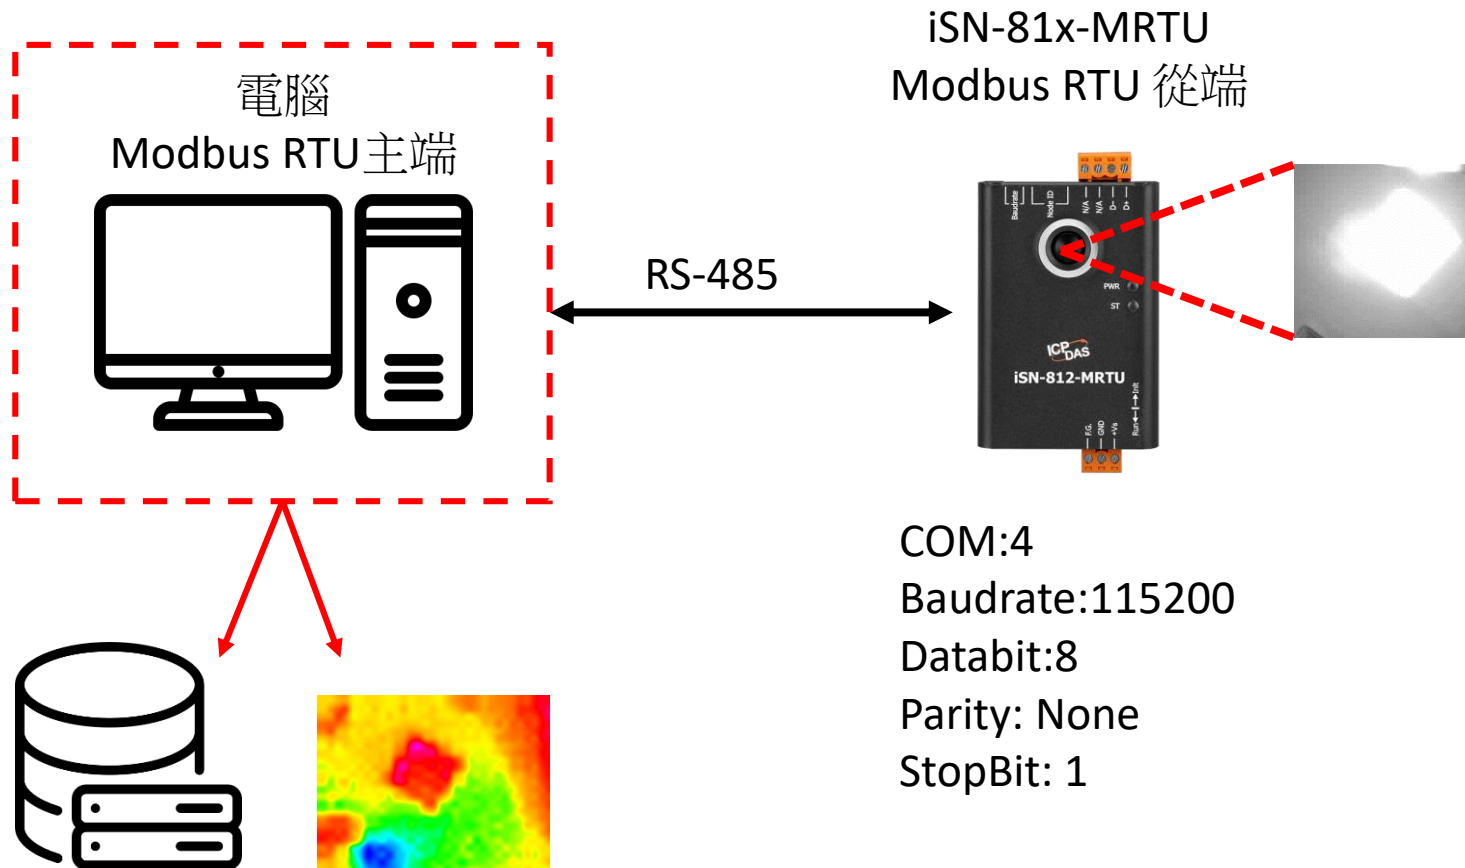 電腦
Modbus RTU主端
iSN-81x-MRTU
Modbus RTU 從端
RS-485
Baudrate
Node ID
N/A
N/A
D-
D+
PWR
ST
ICP DAS
iSN-812-MRTU
F.G.
GND
+Vs
Run
Init
COM:4
Baudrate:115200
Databit:8
Parity: None
StopBit: 1